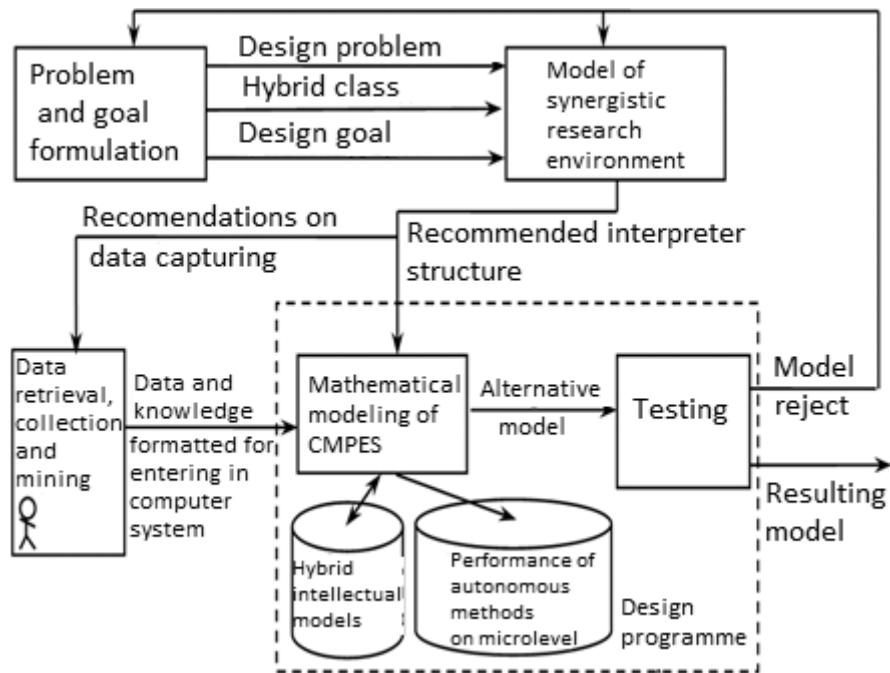 Problem
and goal
formulation
Design problem
Hybrid class
Design goal
Model of
synergistic
research
environment
Recomendations on
data capturing
Recommended interpreter
structure
Data
retrieval,
collection
and
mining
Data and
knowledge
formatted for
entering in
computer
system
Mathematical
modeling of
CMPES
Alternative
model
Testing
Model
reject
Resulting
model
Hybrid
intellectual
models
Performance of
autonomous
methods
on microlevel
Design
programme